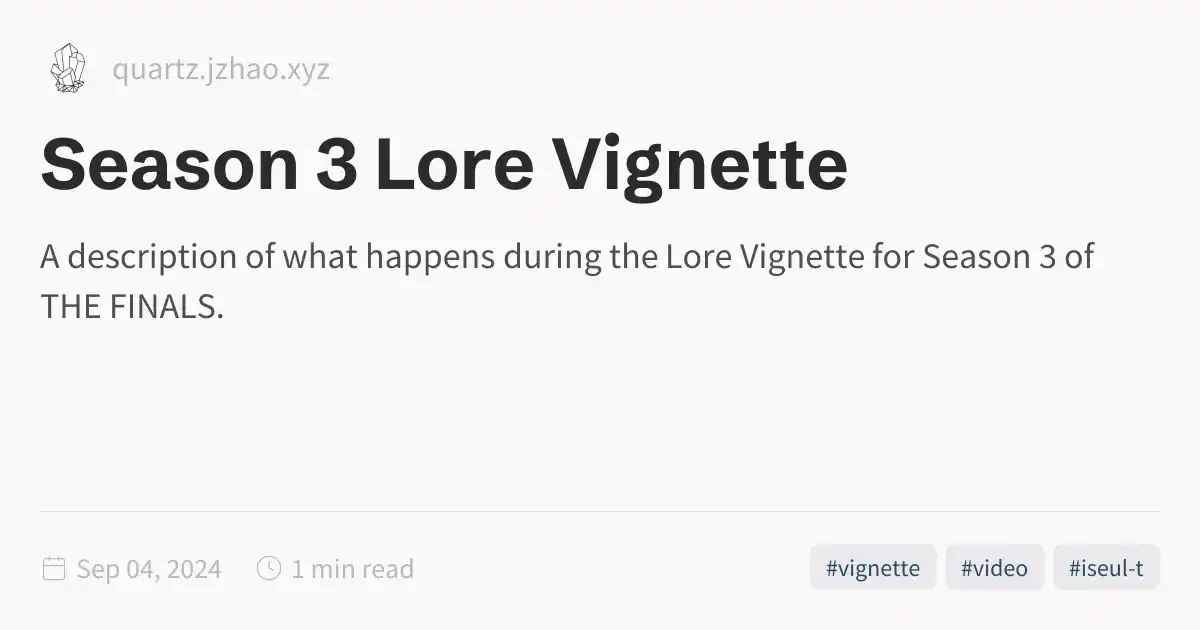 quartz.jzhao.xyz
Season 3 Lore Vignette
A description of what happens during the Lore Vignette for Season 3 of
THE FINALS.
Sep 04, 2024 1 min read #vignette #video #iseul-t